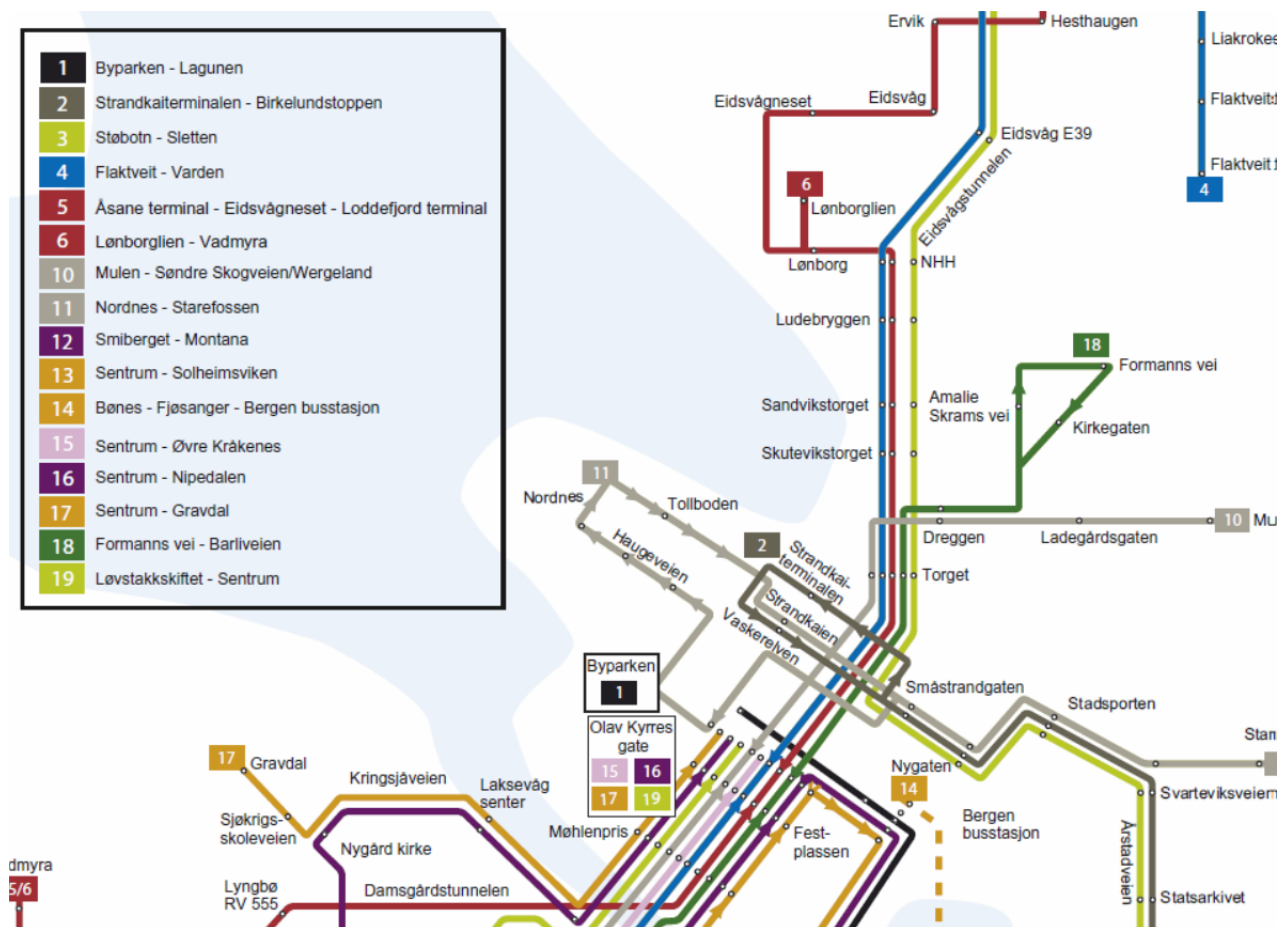 1 Byparken - Lagunen
2 Strandkaiterminalen - Birkelundstoppen
3 Støbotn - Sletten
4 Flaktveit - Varden
5 Åsane terminal - Eidsvågneset - Loddefjord terminal
6 Lønborglien - Vadmyra
10 Mulen - Søndre Skogveien/Wergeland
11 Nordnes - Starefossen
12 Smiberget - Montana
13 Sentrum - Solheimsviken
14 Bønes - Fjøsanger - Bergen busstasjon
15 Sentrum - Øvre Kråkenes
16 Sentrum - Nipedalen
17 Sentrum - Gravdal
18 Formanns vei - Barliveien
19 Løvstakkskiftet - Sentrum
Ervik
Hesthaugen
Liakrokes
Eidsvågneset
Eidsvåg
Flaktveit
Eidsvåg E39
Flaktveit
4
6
Lønborglien
Eidsvågstunnelen
Lønborg
NHH
Ludebryggen
18
Formanns vei
Sandvikstorget
Amalie
Skrams vei
Kirkegaten
Skutevikstorget
11
Nordnes
Tollboden
10
Mu
Dreggen
Ladegårdsgaten
Haugeveien
2
Strandkai-
terminalen
Torget
Strandkaien
Vaskerelven
Byparken
1
Småstrandgaten
Stadsporten
Olav Kyrres
gate
15
16
17
19
17
Gravdal
Kringsjåveien
Laksevåg
senter
Nygaten
14
Star
Svarteviksveiern
Sjøkrigs-
skoleveien
Møhlenpris
Fest-
plassen
Bergen
busstasjon
Nygård kirke
Årstadveien
dmyra
5/6
Lyngbø
RV 555
Damsgårdstunnelen
Statsarkivet